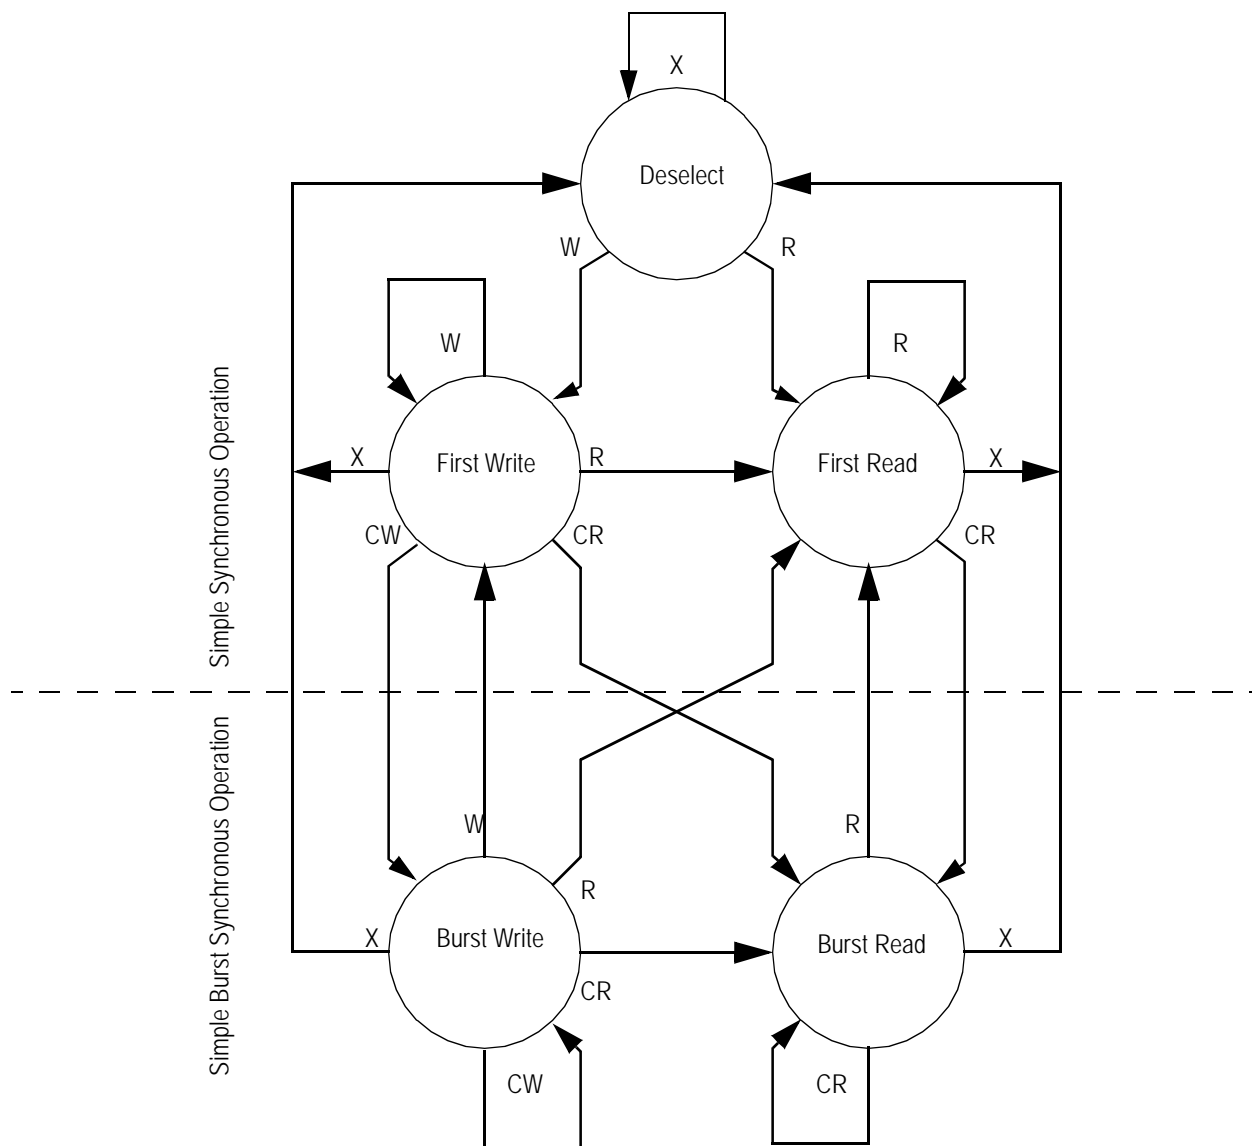 X
Deselect
W
R
W
R
Simple Synchronous Operation
X
First Write
R
First Read
X
CW
CR
CR
Simple Burst Synchronous Operation
W
R
X
Burst Write
R
CR
Burst Read
X
CW
CR